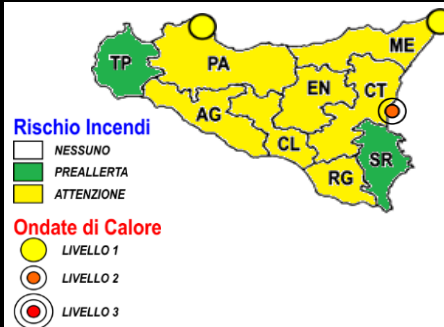 ME
TP
PA
EN
CT
AG
CL
SR
RG
Rischio Incendi
NESSUNO
PREALLERTA
ATTENZIONE
Ondate di Calore
LIVELLO 1
LIVELLO 2
LIVELLO 3